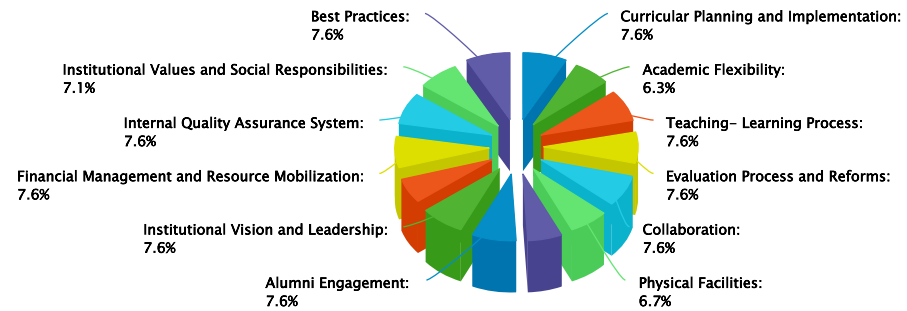 Best Practices:
7.6%
Curricular Planning and Implementation:
7.6%
Institutional Values and Social Responsibilities:
7.1%
Academic Flexibility:
6.3%
Internal Quality Assurance System:
7.6%
Teaching- Learning Process:
7.6%
Financial Management and Resource Mobilization:
7.6%
Evaluation Process and Reforms:
7.6%
Institutional Vision and Leadership:
7.6%
Collaboration:
7.6%
Alumni Engagement:
7.6%
Physical Facilities:
6.7%